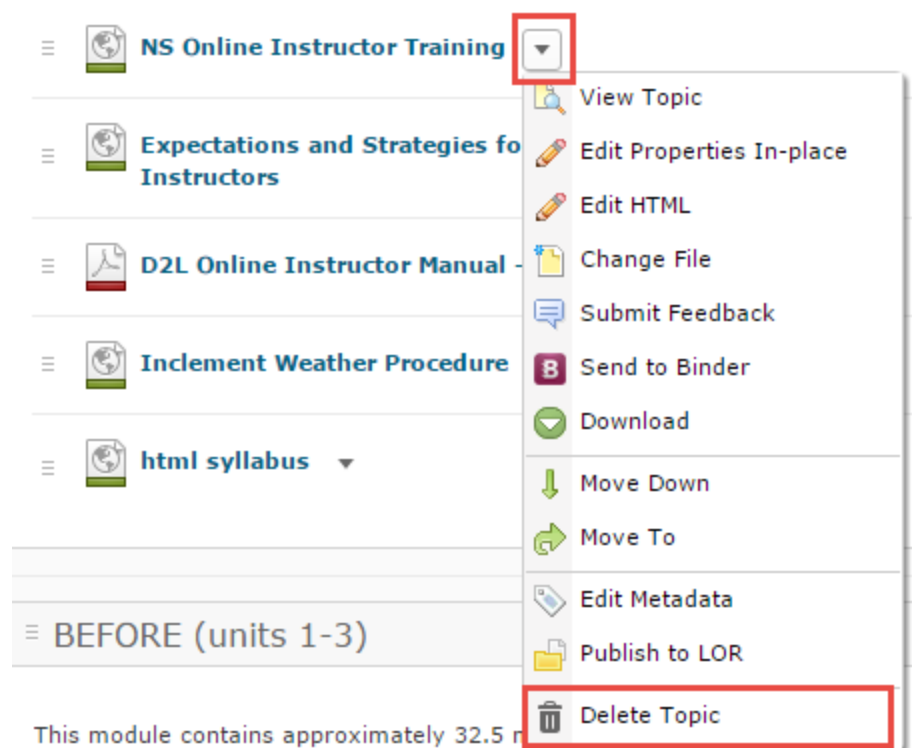 NS Online Instructor Training
View Topic
Expectations and Strategies fo
Instructors
Edit Properties In-place
Edit HTML
D2L Online Instructor Manual -
Change File
Submit Feedback
Inclement Weather Procedure
Send to Binder
Download
html syllabus
Move Down
Move To
Edit Metadata
BEFORE (units 1-3)
Publish to LOR
Delete Topic
This module contains approximately 32.5